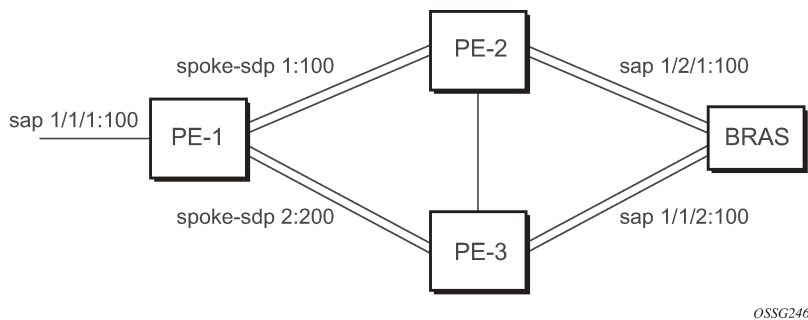 PE-2
spoke-sdp 1:100
sap 1/2/1:100
sap 1/1/1:100
PE-1
BRAS
spoke-sdp 2:200
sap 1/1/2:100
PE-3
OSSG246